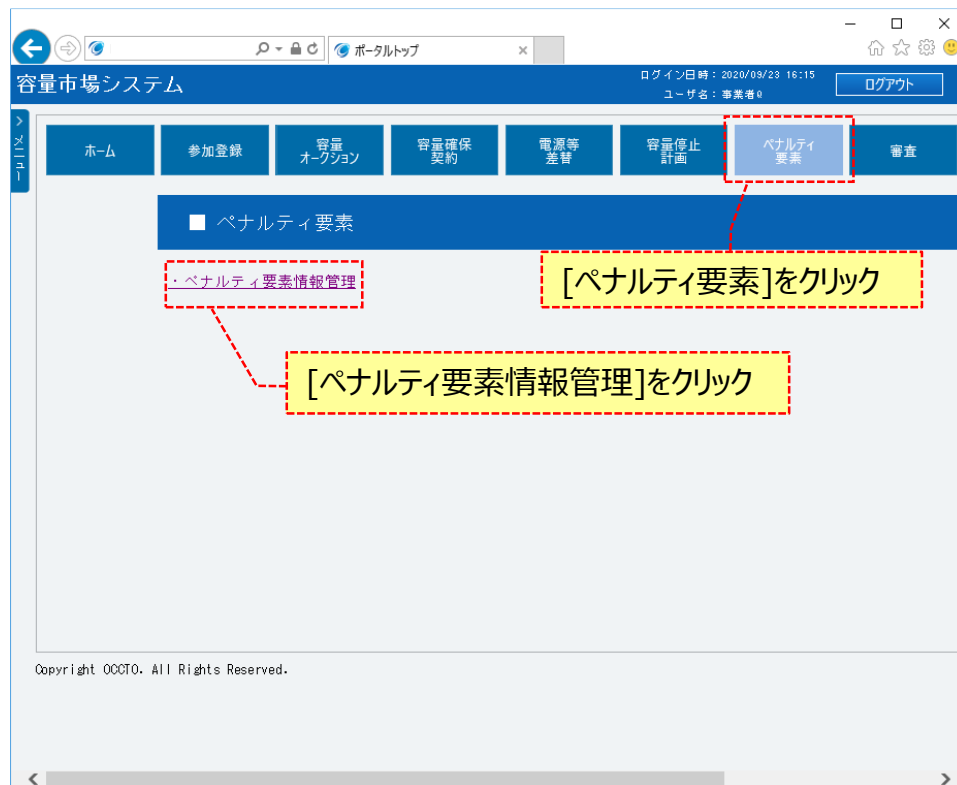 ポータルトップ
容量市場システム
ログイン日時：2020/09/23 16:15
ユーザ名：事業者０
ログアウト
＞メニュー
ホーム
参加登録
容量
オークション
容量確保
契約
電源等
差替
容量停止
計画
ペナルティ
要素
審査
■ ペナルティ要素
・ペナルティ要素情報管理
[ペナルティ要素]をクリック
[ペナルティ要素情報管理]をクリック
Copyright OCCTO. All Rights Reserved.